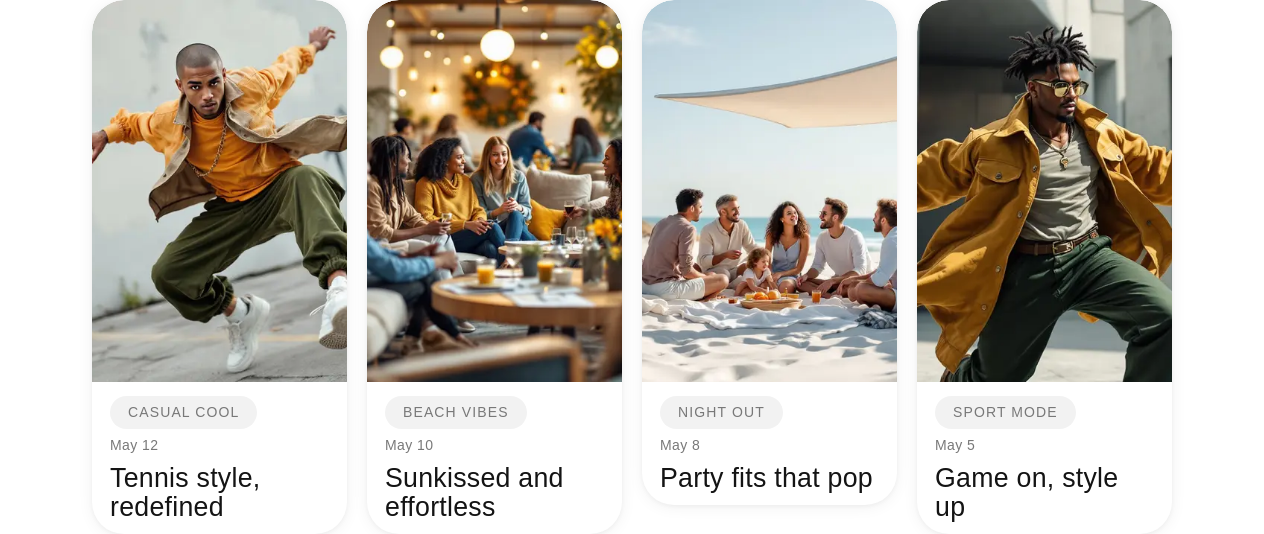 CASUAL COOL
May 12
Tennis style,
redefined
BEACH VIBES
May 10
Sunkissed and
effortless
NIGHT OUT
May 8
Party fits that pop
SPORT MODE
May 5
Game on, style
up